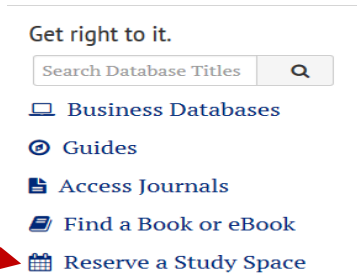 Get right to it.
Search Database Titles
Business Databases
Guides
Access Journals
Find a Book or eBook
Reserve a Study Space